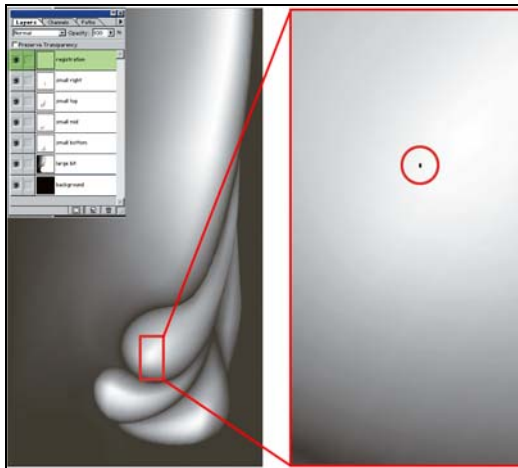 Layers Channels Paths
Normal Opacity: 100 %
Preserve Transparency
registration
small right
small top
small mid
small bottom
large bit
background